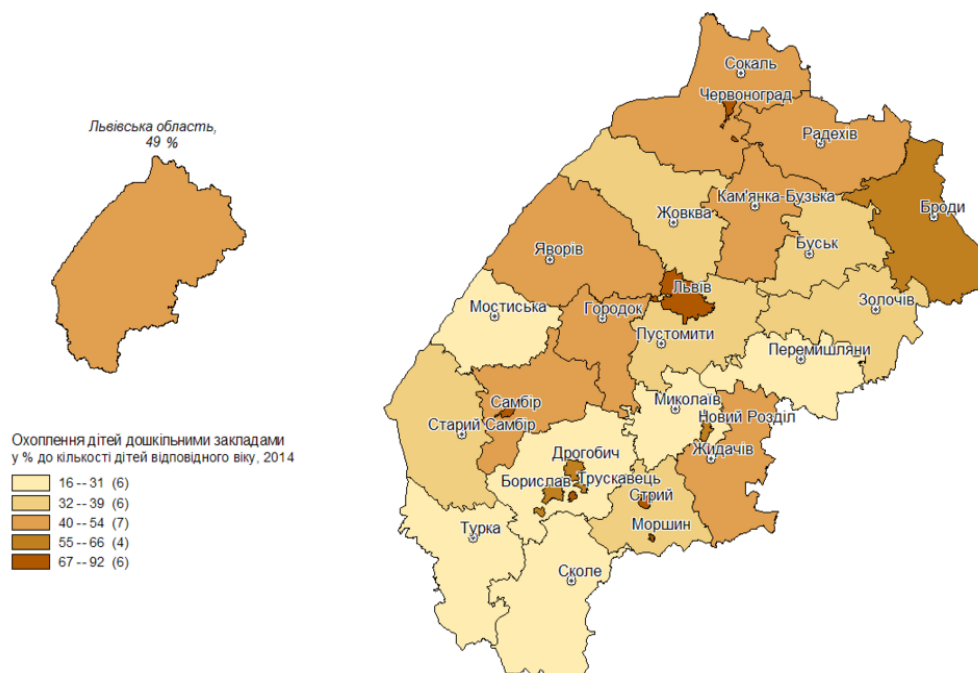 Львівська область,
49 %
Охоплення дітей дошкільними закладами
у % до кількості дітей відповідного віку, 2014
16 -- 31 (6)
32 -- 39 (6)
40 -- 54 (7)
55 -- 66 (4)
67 -- 92 (6)
Сокаль
Червоноград
Радехів
Кам'янка-Бузька
Жовква
Броди
Буськ
Яворів
Львів
Золочів
Мостиська
Городок
Пустомити
Перемишляни
Самбір
Миколаїв
Новий Розділ
Старий Самбір
Жидачів
Дрогобич
Борислав
Трускавець
Стрий
Моршин
Турка
Сколе